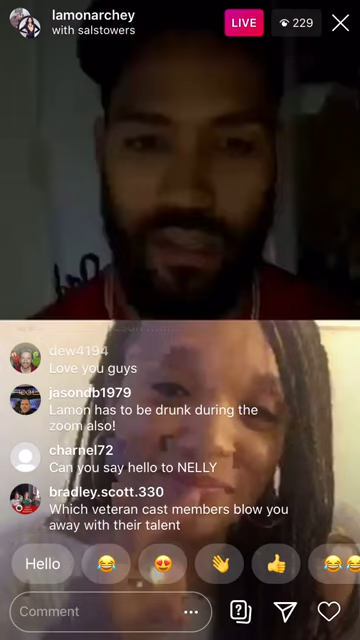 lamonarchey
with salstowers
LIVE
229
dew4194
Love you guys
jasondb1979
Lamon has to be drunk during the
zoom also!
charnel72
Can you say hello to NELLY
bradley.scott.330
Which veteran cast members blow you
away with their talent
Hello
Comment